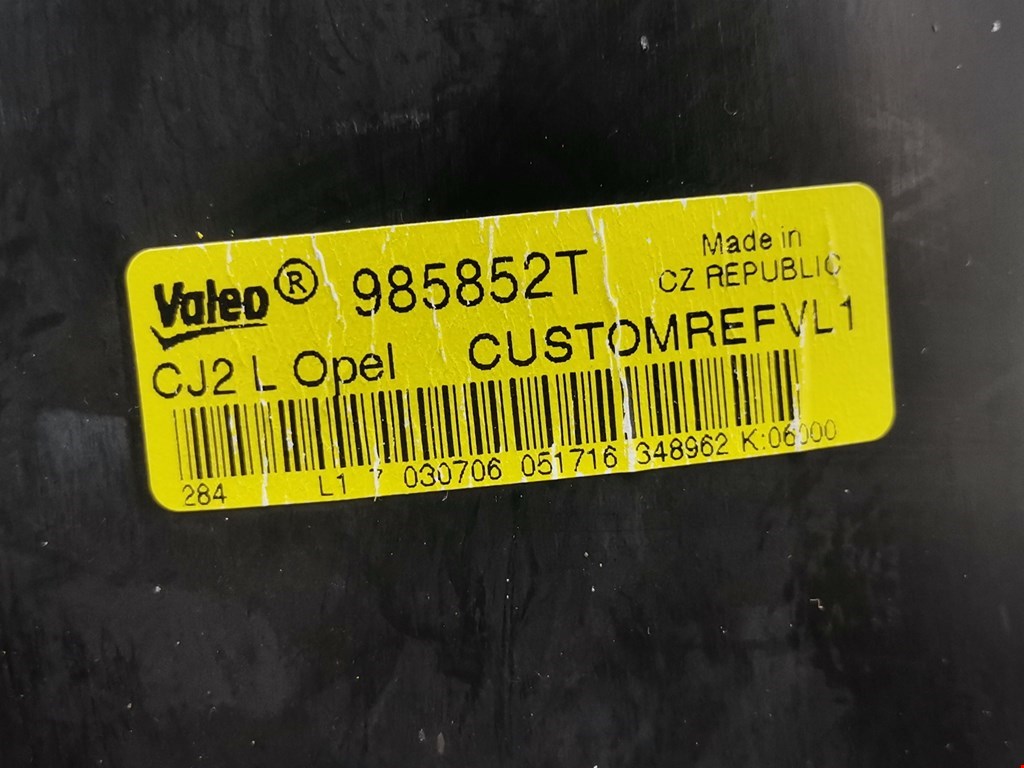 Valeo® 985852T Made in
CZ REPUBLIC
CJ2 L Opel CUSTOMREFVL1
284 L1 7 030706 051716 348962 K:06000